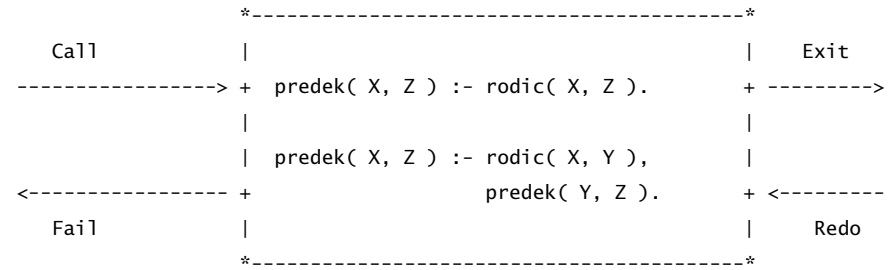 *------------------------------------------*
Call | | Exit
-----------------> + predek( X, Z ) :- rodic( X, Z ). + --------->
| |
| predek( X, Z ) :- rodic( X, Y ), |
<----------------- + predek( Y, Z ). + <---------
Fail | | Redo
*------------------------------------------*